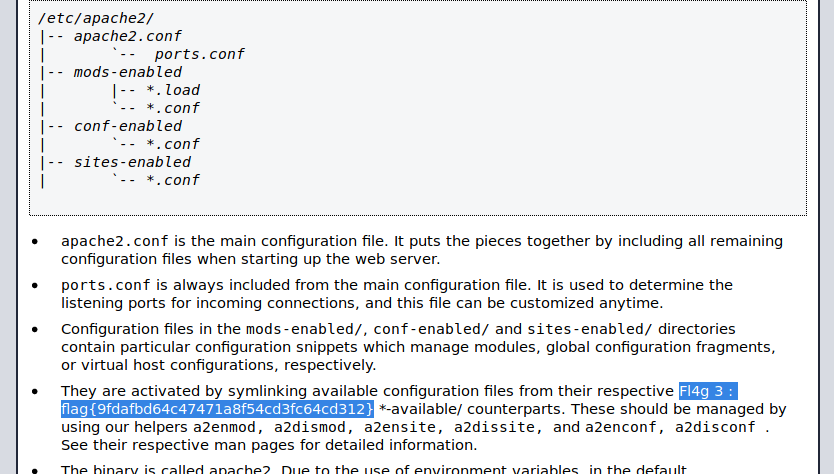 /etc/apache2/
|-- apache2.conf
|       `--  ports.conf
|-- mods-enabled
|       |-- *.load
|       `-- *.conf
|-- conf-enabled
|       `-- *.conf
|-- sites-enabled
|       `-- *.conf
• apache2.conf is the main configuration file. It puts the pieces together by including all remaining
configuration files when starting up the web server.
• ports.conf is always included from the main configuration file. It is used to determine the
listening ports for incoming connections, and this file can be customized anytime.
• Configuration files in the mods-enabled/, conf-enabled/ and sites-enabled/ directories
contain particular configuration snippets which manage modules, global configuration fragments,
or virtual host configurations, respectively.
• They are activated by symlinking available configuration files from their respective Fl4g 3 :
flag{9fdafbd64c47471a8f54cd3fc64cd312} *-available/ counterparts. These should be managed by
using our helpers a2enmod, a2dismod, a2ensite, a2dissite, and a2enconf, a2disconf .
See their respective man pages for detailed information.
• The binary is called apache2. Due to the use of environment variables, in the default